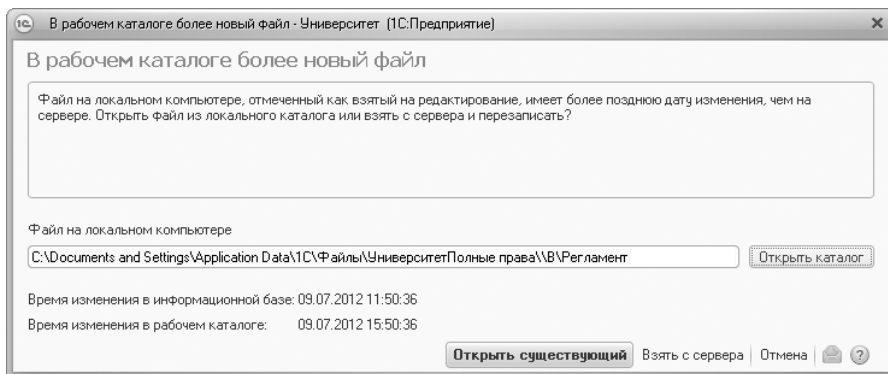 1С В рабочем каталоге более новый файл - Университет (1С:Предприятие)
В рабочем каталоге более новый файл
Файл на локальном компьютере, отмеченный как взятый на редактирование, имеет более позднюю дату изменения, чем на
сервере. Открыть файл из локального каталога или взять с сервера и перезаписать?
Файл на локальном компьютере
C:\Documents and Settings\Application Data\1C\Файлы\УниверситетПолные права\\В\Регламент Открыть каталог
Время изменения в информационной базе: 09.07.2012 11:50:36
Время изменения в рабочем каталоге: 09.07.2012 15:50:36
Открыть существующий Взять с сервера Отмена ?